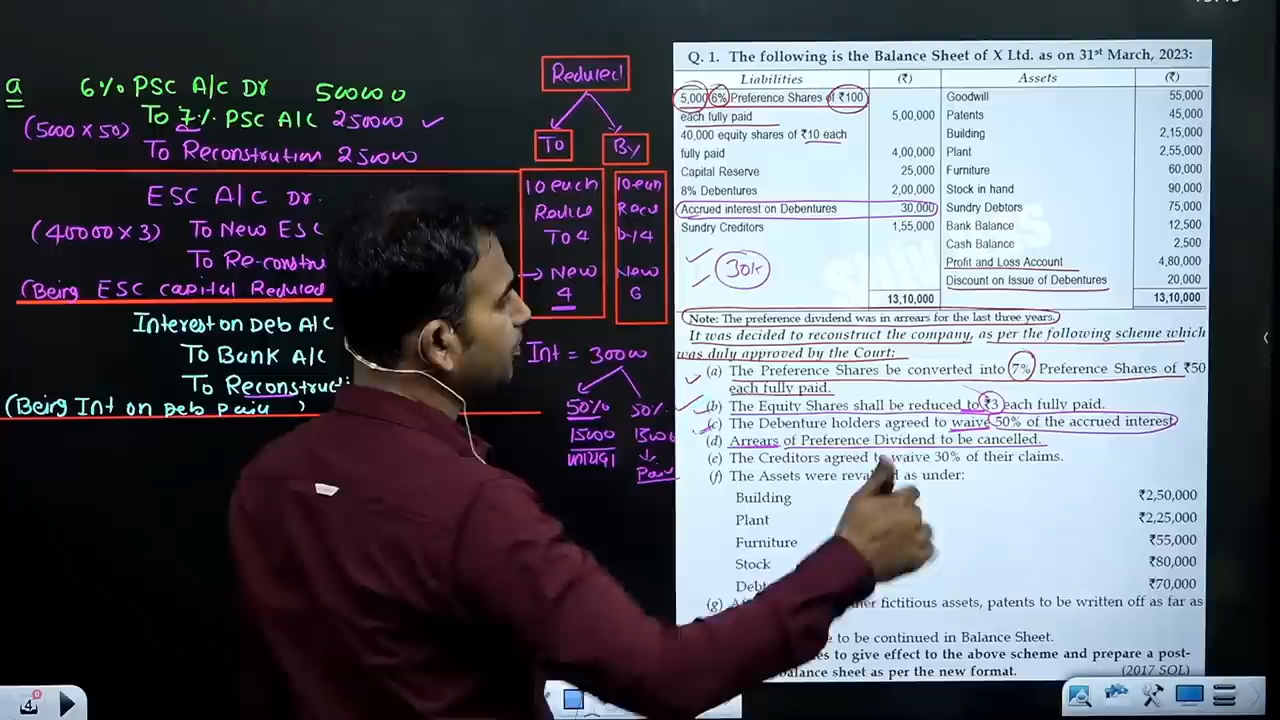 a
6% PSC A/C Dr 500000
To 7% PSC A/C 250000
(5000 x 50)
To Reconstrution 250000
ESC A/C Dr.
(40000 x 3) To New ESC
To Re-constru
(Being ESC capital Reduced
Interest on Deb A/C
To Bank A/C
To Reconstructi
(Being Int on Deb paid )
Reduced
To By
10 each
Reduce
To 4
→ New
4
10 each
b/4
New
6
Int = 30000
50% 50%
15000 15000
Paid
Q. 1. The following is the Balance Sheet of X Ltd. as on 31st March, 2023:
Liabilities (₹) Assets (₹)
5,000 6% Preference Shares of ₹100 Goodwill 55,000
each fully paid 5,00,000 Patents 45,000
40,000 equity shares of ₹10 each Building 2,15,000
fully paid 4,00,000 Plant 2,55,000
Capital Reserve 25,000 Furniture 60,000
8% Debentures 2,00,000 Stock in hand 90,000
Accrued interest on Debentures 30,000 Sundry Debtors 75,000
Sundry Creditors 1,55,000 Bank Balance 12,500
Cash Balance 2,500
30k
Profit and Loss Account 4,80,000
Discount on Issue of Debentures 20,000
13,10,000 13,10,000
Note: The preference dividend was in arrears for the last three years.
It was decided to reconstruct the company, as per the following scheme which
was duly approved by the Court:
(a) The Preference Shares be converted into 7% Preference Shares of ₹50
each fully paid.
(b) The Equity Shares shall be reduced to ₹3 each fully paid.
(c) The Debenture holders agreed to waive 50% of the accrued interest.
(d) Arrears of Preference Dividend to be cancelled.
(e) The Creditors agreed to waive 30% of their claims.
(f) The Assets were as under:
Building ₹2,50,000
Plant ₹2,25,000
Furniture ₹55,000
Stock ₹80,000
₹70,000
(g) fictitious assets, patents to be written off as far as
e to be continued in Balance Sheet.
es to give effect to the above scheme and prepare a post-
balance sheet as per the new format. (2017 SOL)
4
0